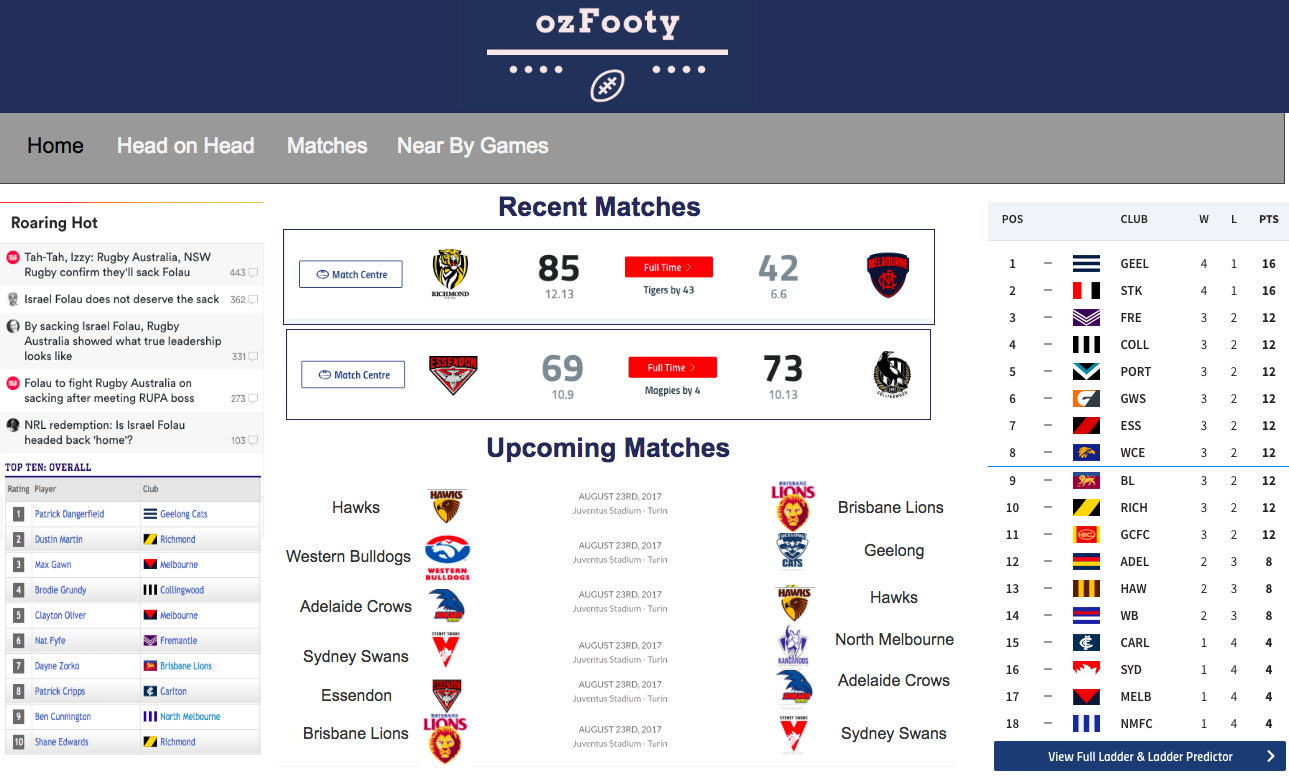 ozFooty
Home Head on Head Matches Near By Games
Roaring Hot
Tah-Tah, Izzy: Rugby Australia, NSW
Rugby confirm they'll sack Folau 443
Israel Folau does not deserve the sack 362
By sacking Israel Folau, Rugby
Australia showed what true leadership
looks like 331
Folau to fight Rugby Australia on
sacking after meeting RUPA boss 273
NRL redemption: Is Israel Folau
headed back 'home'? 103
TOP TEN: OVERALL
Rating Player Club
1 Patrick Dangerfield Geelong Cats
2 Dustin Martin Richmond
3 Max Gawn Melbourne
4 Brodie Grundy Collingwood
5 Clayton Oliver Melbourne
6 Nat Fyfe Fremantle
7 Dayne Zorko Brisbane Lions
8 Patrick Cripps Carlton
9 Ben Cunnington North Melbourne
10 Shane Edwards Richmond
Recent Matches
Match Centre RICHMOND 85 12.13 Full Time > Tigers by 43 42 6.6 MELBOURNE
Match Centre ESSENDON 69 10.9 Full Time > Magpies by 4 73 10.13 COLLINGWOOD
Upcoming Matches
Hawks HAWKS AUGUST 23RD, 2017 BRISBANE LIONS Brisbane Lions
Juventus Stadium - Turin
Western Bulldogs WESTERN BULLDOGS AUGUST 23RD, 2017 CATS Geelong
Juventus Stadium - Turin
Adelaide Crows AUGUST 23RD, 2017 HAWKS Hawks
Juventus Stadium - Turin
Sydney Swans SYDNEY SWANS AUGUST 23RD, 2017 KANGAROOS North Melbourne
Juventus Stadium - Turin
Essendon ESSENDON AUGUST 23RD, 2017 Adelaide Crows
Juventus Stadium - Turin
Brisbane Lions BRISBANE LIONS AUGUST 23RD, 2017 SYDNEY SWANS Sydney Swans
Juventus Stadium - Turin
POS CLUB W L PTS
1 – GEEL 4 1 16
2 – STK 4 1 16
3 – FRE 3 2 12
4 – COLL 3 2 12
5 – PORT 3 2 12
6 – GWS 3 2 12
7 – ESS 3 2 12
8 – WCE 3 2 12
9 – BL 3 2 12
10 – RICH 3 2 12
11 – GCFC 3 2 12
12 – ADEL 2 3 8
13 – HAW 2 3 8
14 – WB 2 3 8
15 – CARL 1 4 4
16 – SYD 1 4 4
17 – MELB 1 4 4
18 – NMFC 1 4 4
View Full Ladder & Ladder Predictor